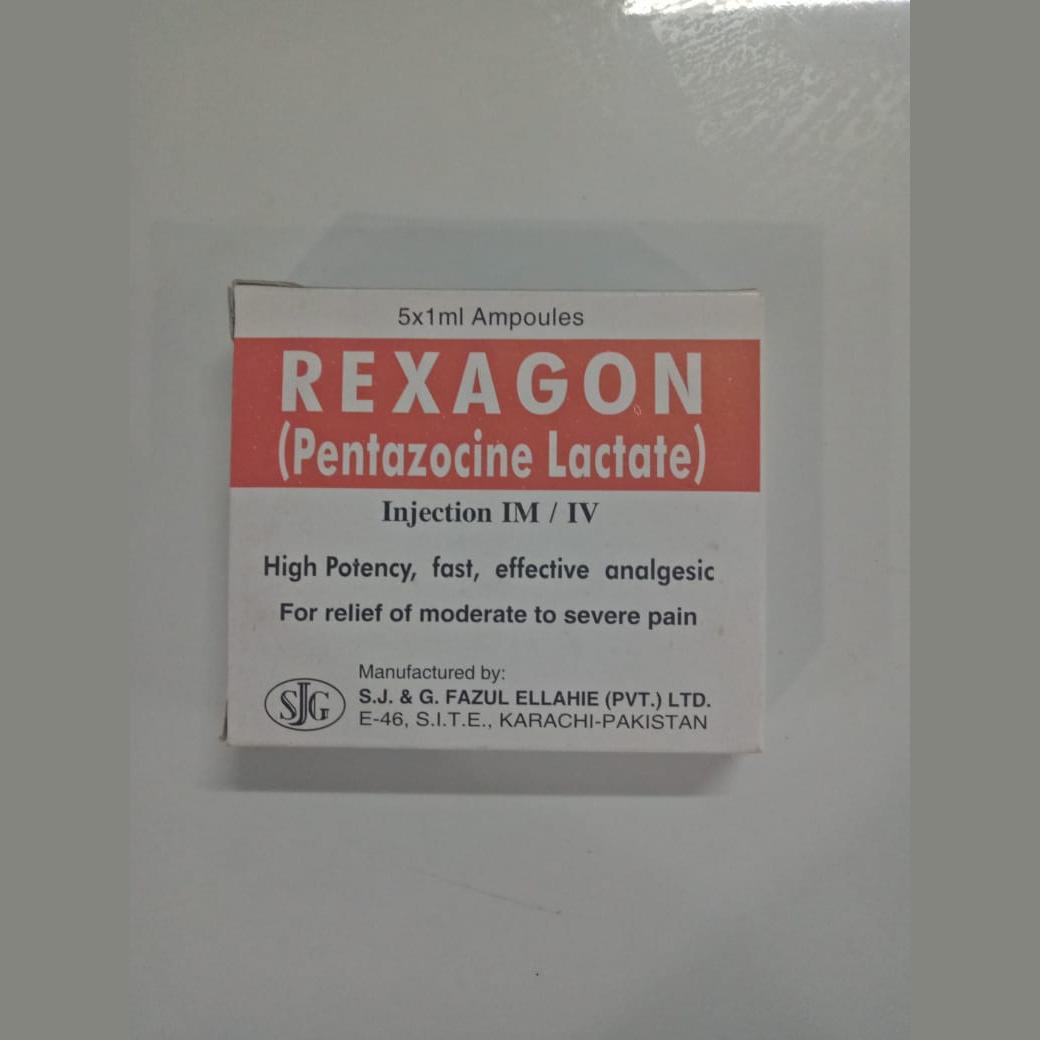 5x1ml Ampoules
REXAGON
(Pentazocine Lactate)
Injection IM / IV
High Potency, fast, effective analgesic
For relief of moderate to severe pain
Manufactured by:
SJG S.J. & G. FAZUL ELLAHIE (PVT.) LTD.
E-46, S.I.T.E., KARACHI-PAKISTAN